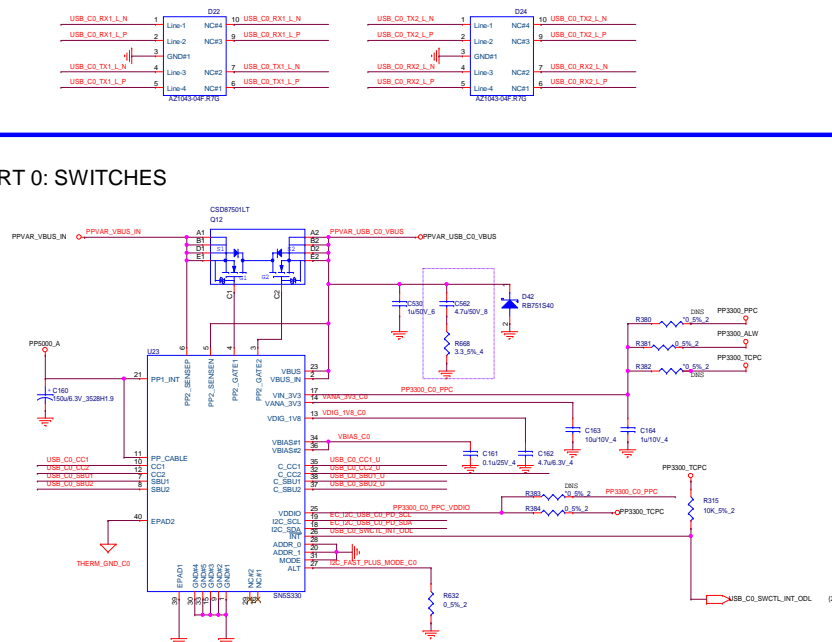 D22
USB_C0_RX1_L_N 1 Line-1 NC#4 10 USB_C0_RX1_L_N
USB_C0_RX1_L_P 2 Line-2 NC#3 9 USB_C0_RX1_L_P
3 GND#1
USB_C0_TX1_L_N 4 Line-3 NC#2 7 USB_C0_TX1_L_N
USB_C0_TX1_L_P 5 Line-4 NC#1 6 USB_C0_TX1_L_P
AZ1043-04F.R7G
D24
USB_C0_TX2_L_N 1 Line-1 NC#4 10 USB_C0_TX2_L_N
USB_C0_TX2_L_P 2 Line-2 NC#3 9 USB_C0_TX2_L_P
3 GND#1
USB_C0_RX2_L_N 4 Line-3 NC#2 7 USB_C0_RX2_L_N
USB_C0_RX2_L_P 5 Line-4 NC#1 6 USB_C0_RX2_L_P
AZ1043-04F.R7G
RT 0: SWITCHES
CSD87501LT
Q12
PPVAR_VBUS_IN PPVAR_VBUS_IN A1 A2 PPVAR_USB_C0_VBUS PPVAR_USB_C0_VBUS
B1 B2
D1 S1 S2 D2
E1 E2
G1 G2
C1 C2
C530
1u/50V_6
C562
4.7u/50V_8
D42
RB751S40
2
R668
3.3_5%_4
PP5000_A
C160
150u/6.3V_3528H1.9
U23
6 5 4 3
PP2_SENSEP PP2_SENSEN PP2_GATE1 PP2_GATE2
21 PP1_INT
VBUS 23
VBUS_IN 2
VIN_3V3 17 PP3300_C0_PPC
VANA_3V3 14 VANA_3V3_C0
VDIG_1V8 13 VDIG_1V8_C0
VBIAS#1 34 VBIAS_C0
VBIAS#2 36
11 PP_CABLE
USB_C0_CC1 10 CC1
USB_C0_CC2 12 CC2
USB_C0_SBU1 7 SBU1
USB_C0_SBU2 8 SBU2
C_CC1 35 USB_C0_CC1_U
C_CC2 32 USB_C0_CC2_U
C_SBU1 38 USB_C0_SBU1_U
C_SBU2 37 USB_C0_SBU2_U
VDDIO 25 PP3300_C0_PPC_VDDIO
I2C_SCL 19 EC_I2C_USB_C0_PD_SCL
I2C_SDA 18 EC_I2C_USB_C0_PD_SDA
INT 26 USB_C0_SWCTL_INT_ODL
ADDR_0 28
ADDR_1 20
MODE 31
ALT 27 I2C_FAST_PLUS_MODE_C0
40 EPAD2
THERM_GND_C0
EPAD1 GND#4 GND#5 GND#3 GND#2 GND#1 NC#2 NC#1
39 30 33 15 9 1 29
SN5S330
R380 DNS *0_5%_2 PP3300_PPC
R381 0_5%_2 PP3300_ALW
R382 *0_5%_2 DNS PP3300_TCPC
C163
10u/10V_4
C164
1u/10V_4
C161
0.1u/25V_4
C162
4.7u/6.3V_4
R383 DNS *0_5%_2 PP3300_C0_PPC
R384 0_5%_2 PP3300_TCPC
PP3300_TCPC
R315
10K_5%_2
R632
0_5%_2
USB_C0_SWCTL_INT_ODL